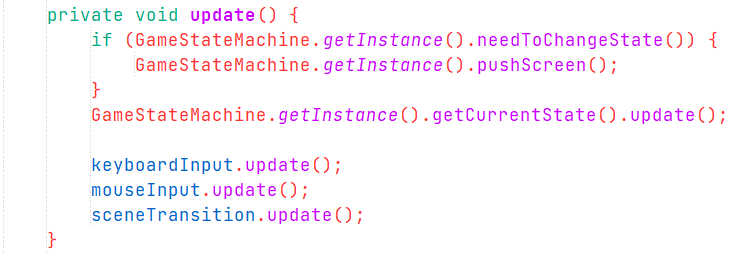 private void update() {
if (GameStateMachine.getInstance().needToChangeState()) {
GameStateMachine.getInstance().pushScreen();
}
GameStateMachine.getInstance().getCurrentState().update();
keyboardInput.update();
mouseInput.update();
sceneTransition.update();
}